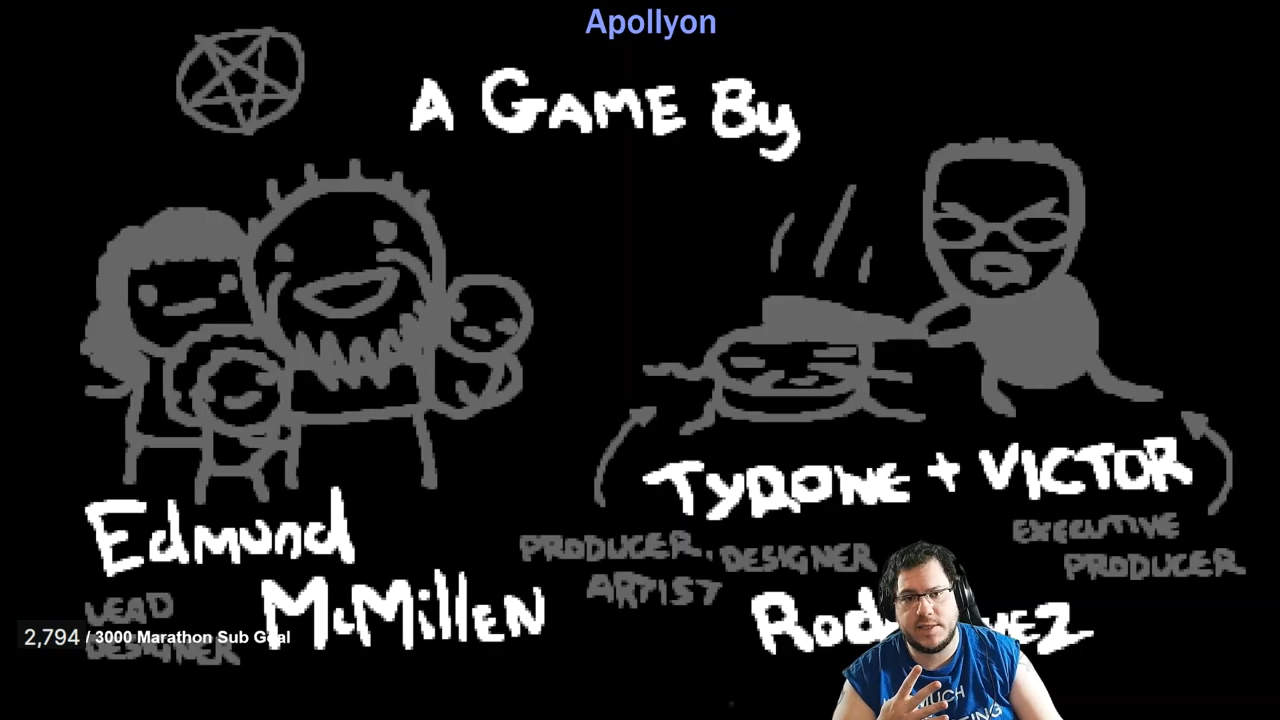 Apollyon
A GAME By
TYRONE + VICTOR
Edmund
EXECUTIVE
PRODUCER, DESIGNER
PRODUCER
ARTIST
McMillEN
LEAD
2,794 / 3000 Marathon Sub Goal
DESIGNER
MUCH